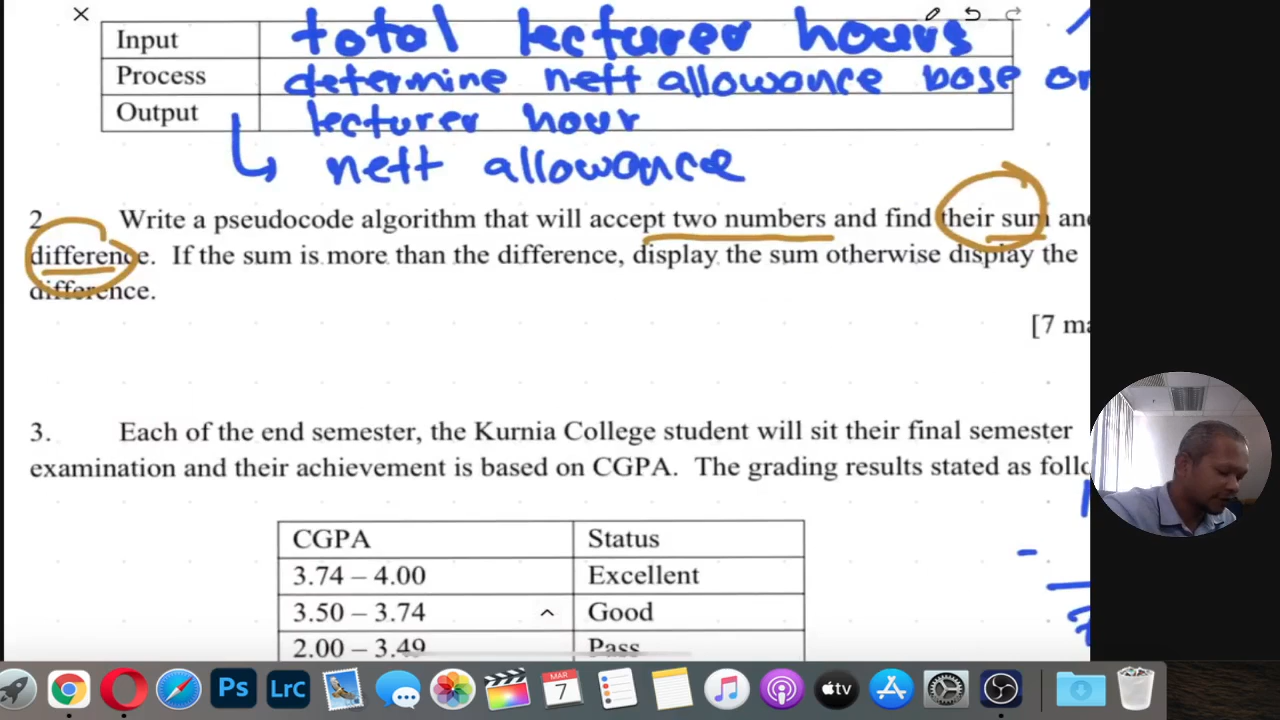 Input total lecturer hours
Process determine nett allowance base on
Output lecturer hour
nett allowance
2. Write a pseudocode algorithm that will accept two numbers and find their sum and
difference. If the sum is more than the difference, display the sum otherwise display the
difference.
[7 ma
3. Each of the end semester, the Kurnia College student will sit their final semester
examination and their achievement is based on CGPA. The grading results stated as follo
CGPA Status
3.74 – 4.00 Excellent
3.50 – 3.74 Good
2.00 – 3.49 Pass
Ps LrC MAR 7 tv